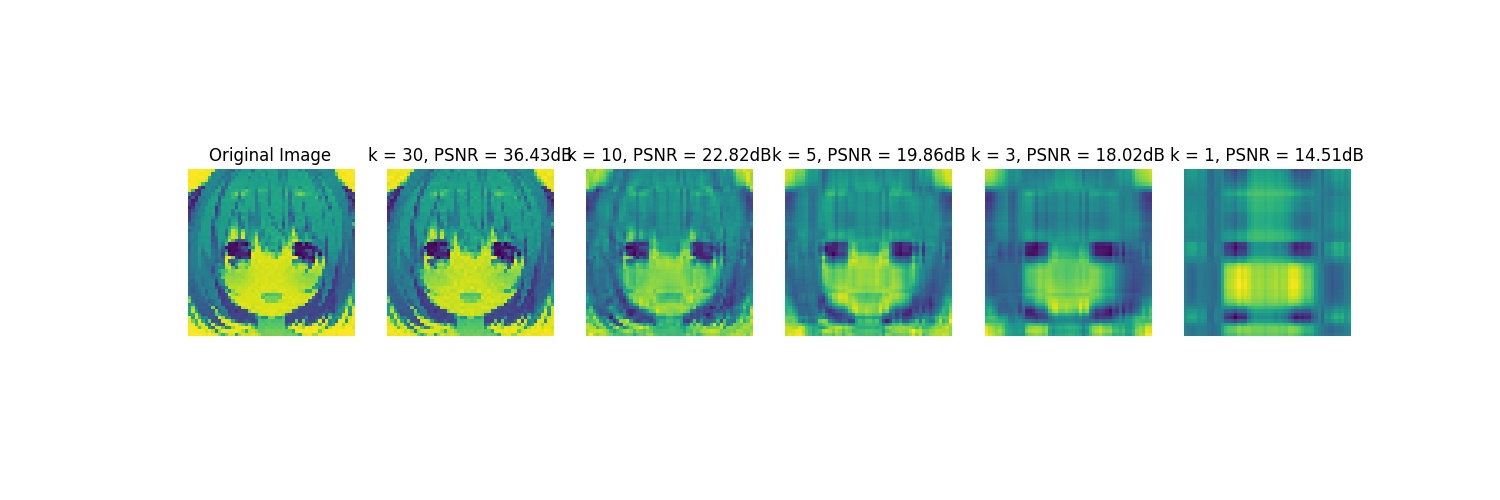 Original Image
k = 30, PSNR = 36.43dB
k = 10, PSNR = 22.82dB
k = 5, PSNR = 19.86dB
k = 3, PSNR = 18.02dB
k = 1, PSNR = 14.51dB